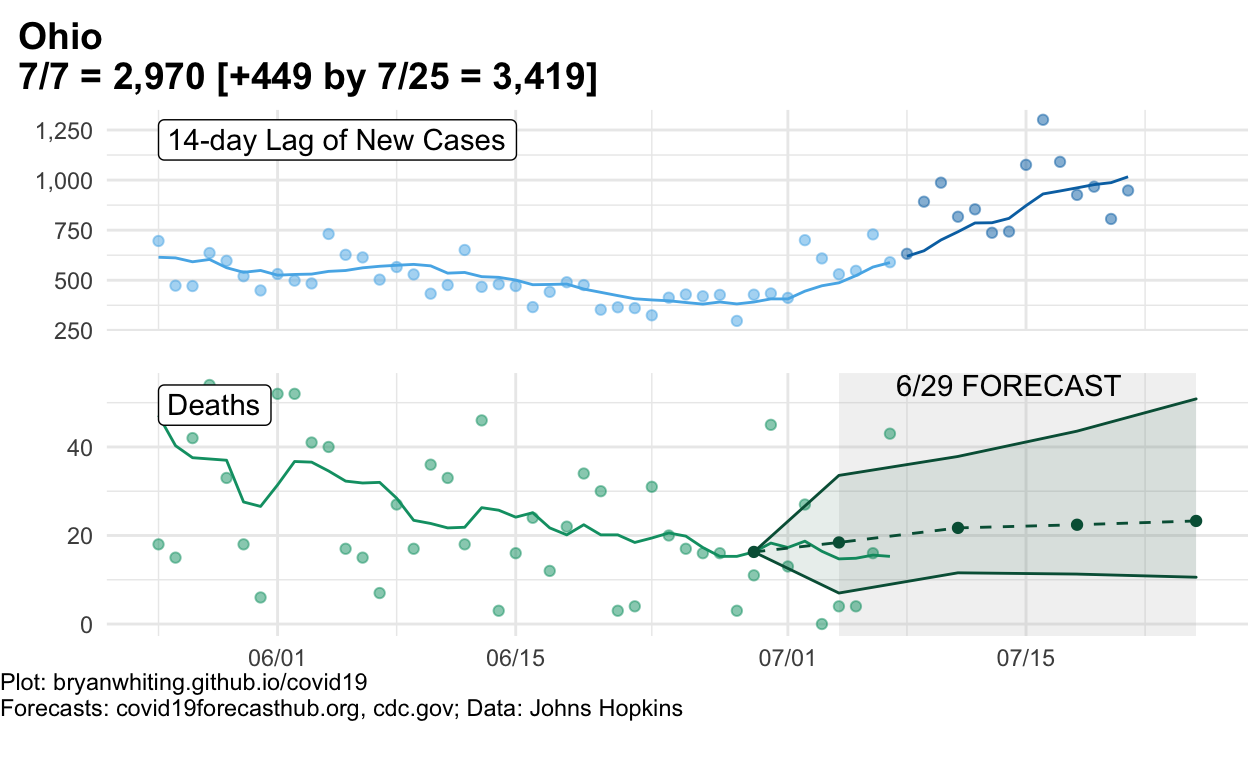 Ohio
7/7 = 2,970 [+449 by 7/25 = 3,419]
14-day Lag of New Cases
1,250
1,000
750
500
250
6/29 FORECAST
Deaths
40
20
0
06/01 06/15 07/01 07/15
Plot: bryanwhiting.github.io/covid19
Forecasts: covid19forecasthub.org, cdc.gov; Data: Johns Hopkins